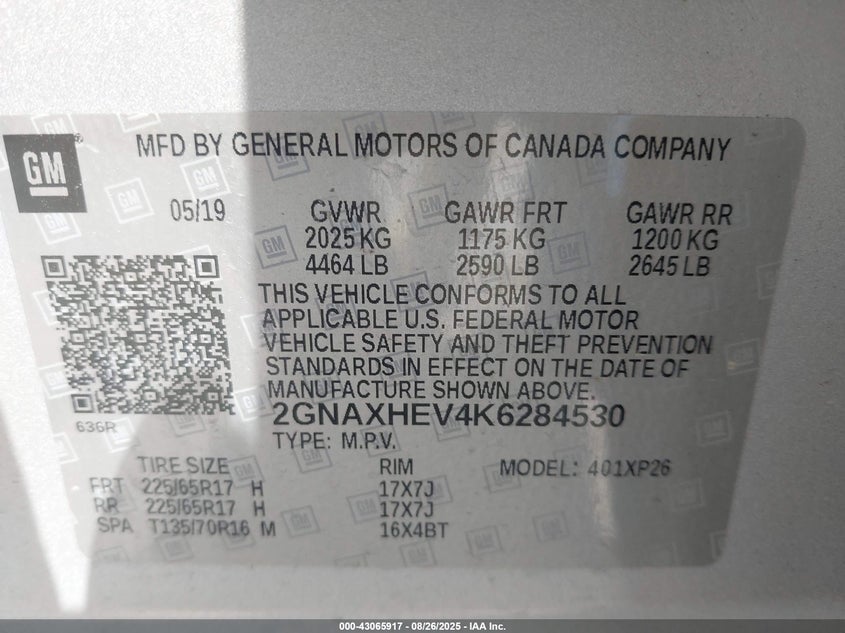 GM
MFD BY GENERAL MOTORS OF CANADA COMPANY
05/19 GVWR GAWR FRT GAWR RR
2025 KG 1175 KG 1200 KG
4464 LB 2590 LB 2645 LB
THIS VEHICLE CONFORMS TO ALL
APPLICABLE U.S. FEDERAL MOTOR
VEHICLE SAFETY AND THEFT PREVENTION
STANDARDS IN EFFECT ON THE DATE OF
MANUFACTURE SHOWN ABOVE.
2GNAXHEV4K6284530
636R
TYPE: M.P.V.
TIRE SIZE RIM MODEL: 401XP26
FRT 225/65R17 H 17X7J
RR 225/65R17 H 17X7J
SPA T135/70R16 M 16X4BT
000-43065917 - 08/26/2025 - IAA Inc.